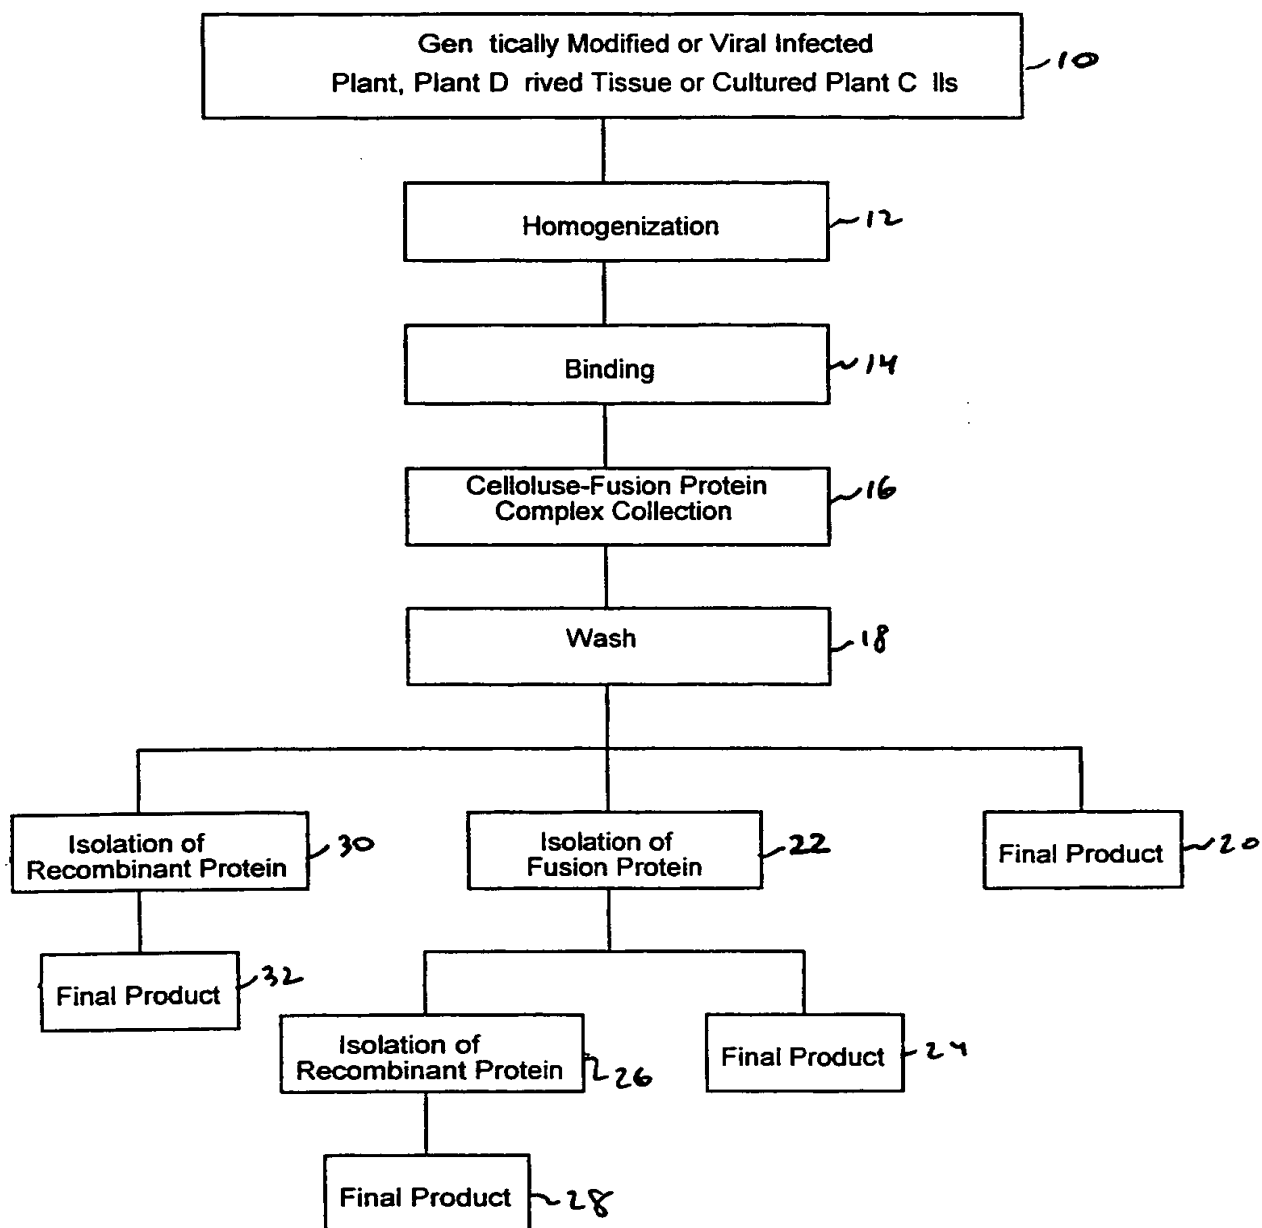 Gen tically Modified or Viral Infected
Plant, Plant D rived Tissue or Cultured Plant C lls
10
Homogenization
12
Binding
14
Celloluse-Fusion Protein
Complex Collection
16
Wash
18
Isolation of
Recombinant Protein
30
Isolation of
Fusion Protein
22
Final Product
20
Final Product
32
Isolation of
Recombinant Protein
26
Final Product
24
Final Product
28